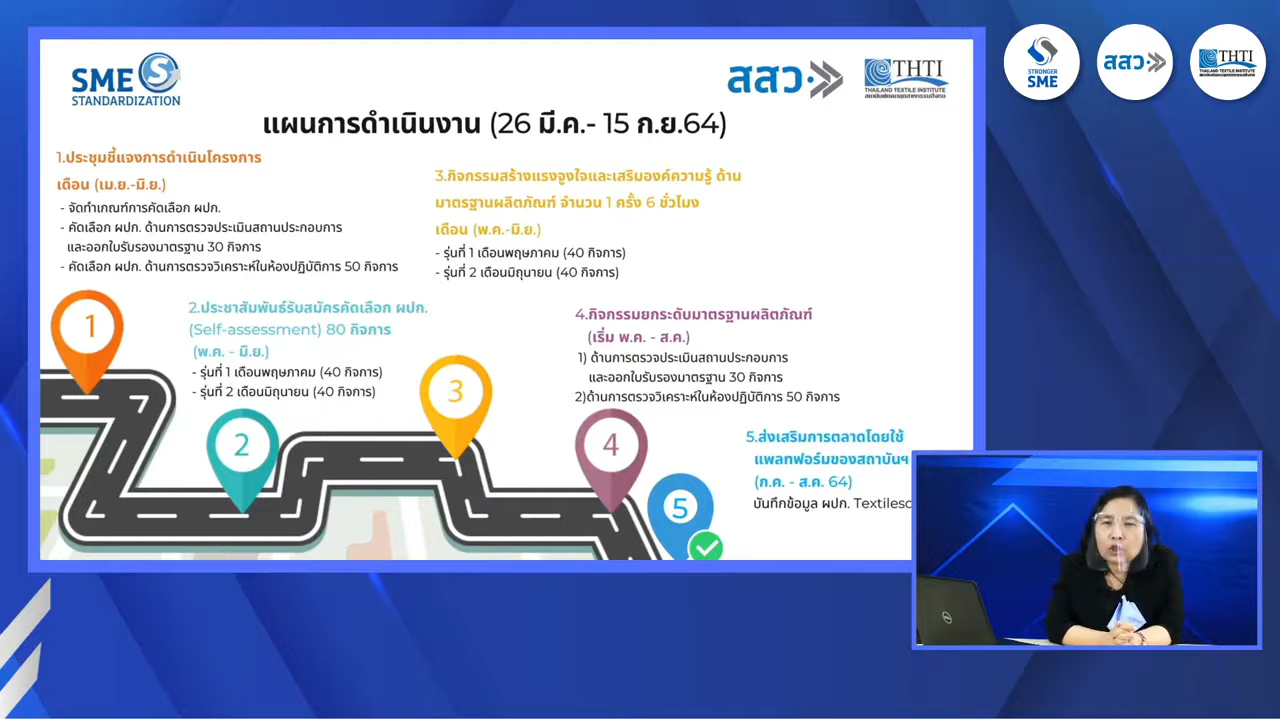 SME
STANDARDIZATION
สสว
THTI
THAILAND TEXTILE INSTITUTE
สถาบันพัฒนาอุตสาหกรรมสิ่งทอ
STRONGER
SME
สสว
THTI
THAILAND TEXTILE INSTITUTE
แผนการดำเนินงาน (26 มี.ค.- 15 ก.ย.64)
1.ประชุมชี้แจงการดำเนินโครงการ
เดือน (เม.ย.-มิ.ย.)
- จัดทำเกณฑ์การคัดเลือก ผปก.
- คัดเลือก ผปก. ด้านการตรวจประเมินสถานประกอบการ
และออกใบรับรองมาตรฐาน 30 กิจการ
- คัดเลือก ผปก. ด้านการตรวจวิเคราะห์ในห้องปฏิบัติการ 50 กิจการ
3.กิจกรรมสร้างแรงจูงใจและเสริมองค์ความรู้ ด้าน
มาตรฐานผลิตภัณฑ์ จำนวน 1 ครั้ง 6 ชั่วโมง
เดือน (พ.ค.-มิ.ย.)
- รุ่นที่ 1 เดือนพฤษภาคม (40 กิจการ)
- รุ่นที่ 2 เดือนมิถุนายน (40 กิจการ)
2.ประชาสัมพันธ์รับสมัครคัดเลือก ผปก.
(Self-assessment) 80 กิจการ
(พ.ค. - มิ.ย.)
- รุ่นที่ 1 เดือนพฤษภาคม (40 กิจการ)
- รุ่นที่ 2 เดือนมิถุนายน (40 กิจการ)
4.กิจกรรมยกระดับมาตรฐานผลิตภัณฑ์
(เริ่ม พ.ค. - ส.ค.)
1) ด้านการตรวจประเมินสถานประกอบการ
และออกใบรับรองมาตรฐาน 30 กิจการ
2)ด้านการตรวจวิเคราะห์ในห้องปฏิบัติการ 50 กิจการ
5.ส่งเสริมการตลาดโดยใช้
แพลทฟอร์มของสถาบันฯ
(ก.ค. - ส.ค. 64)
บันทึกข้อมูล ผปก. Textilesc
1
2
3
4
5